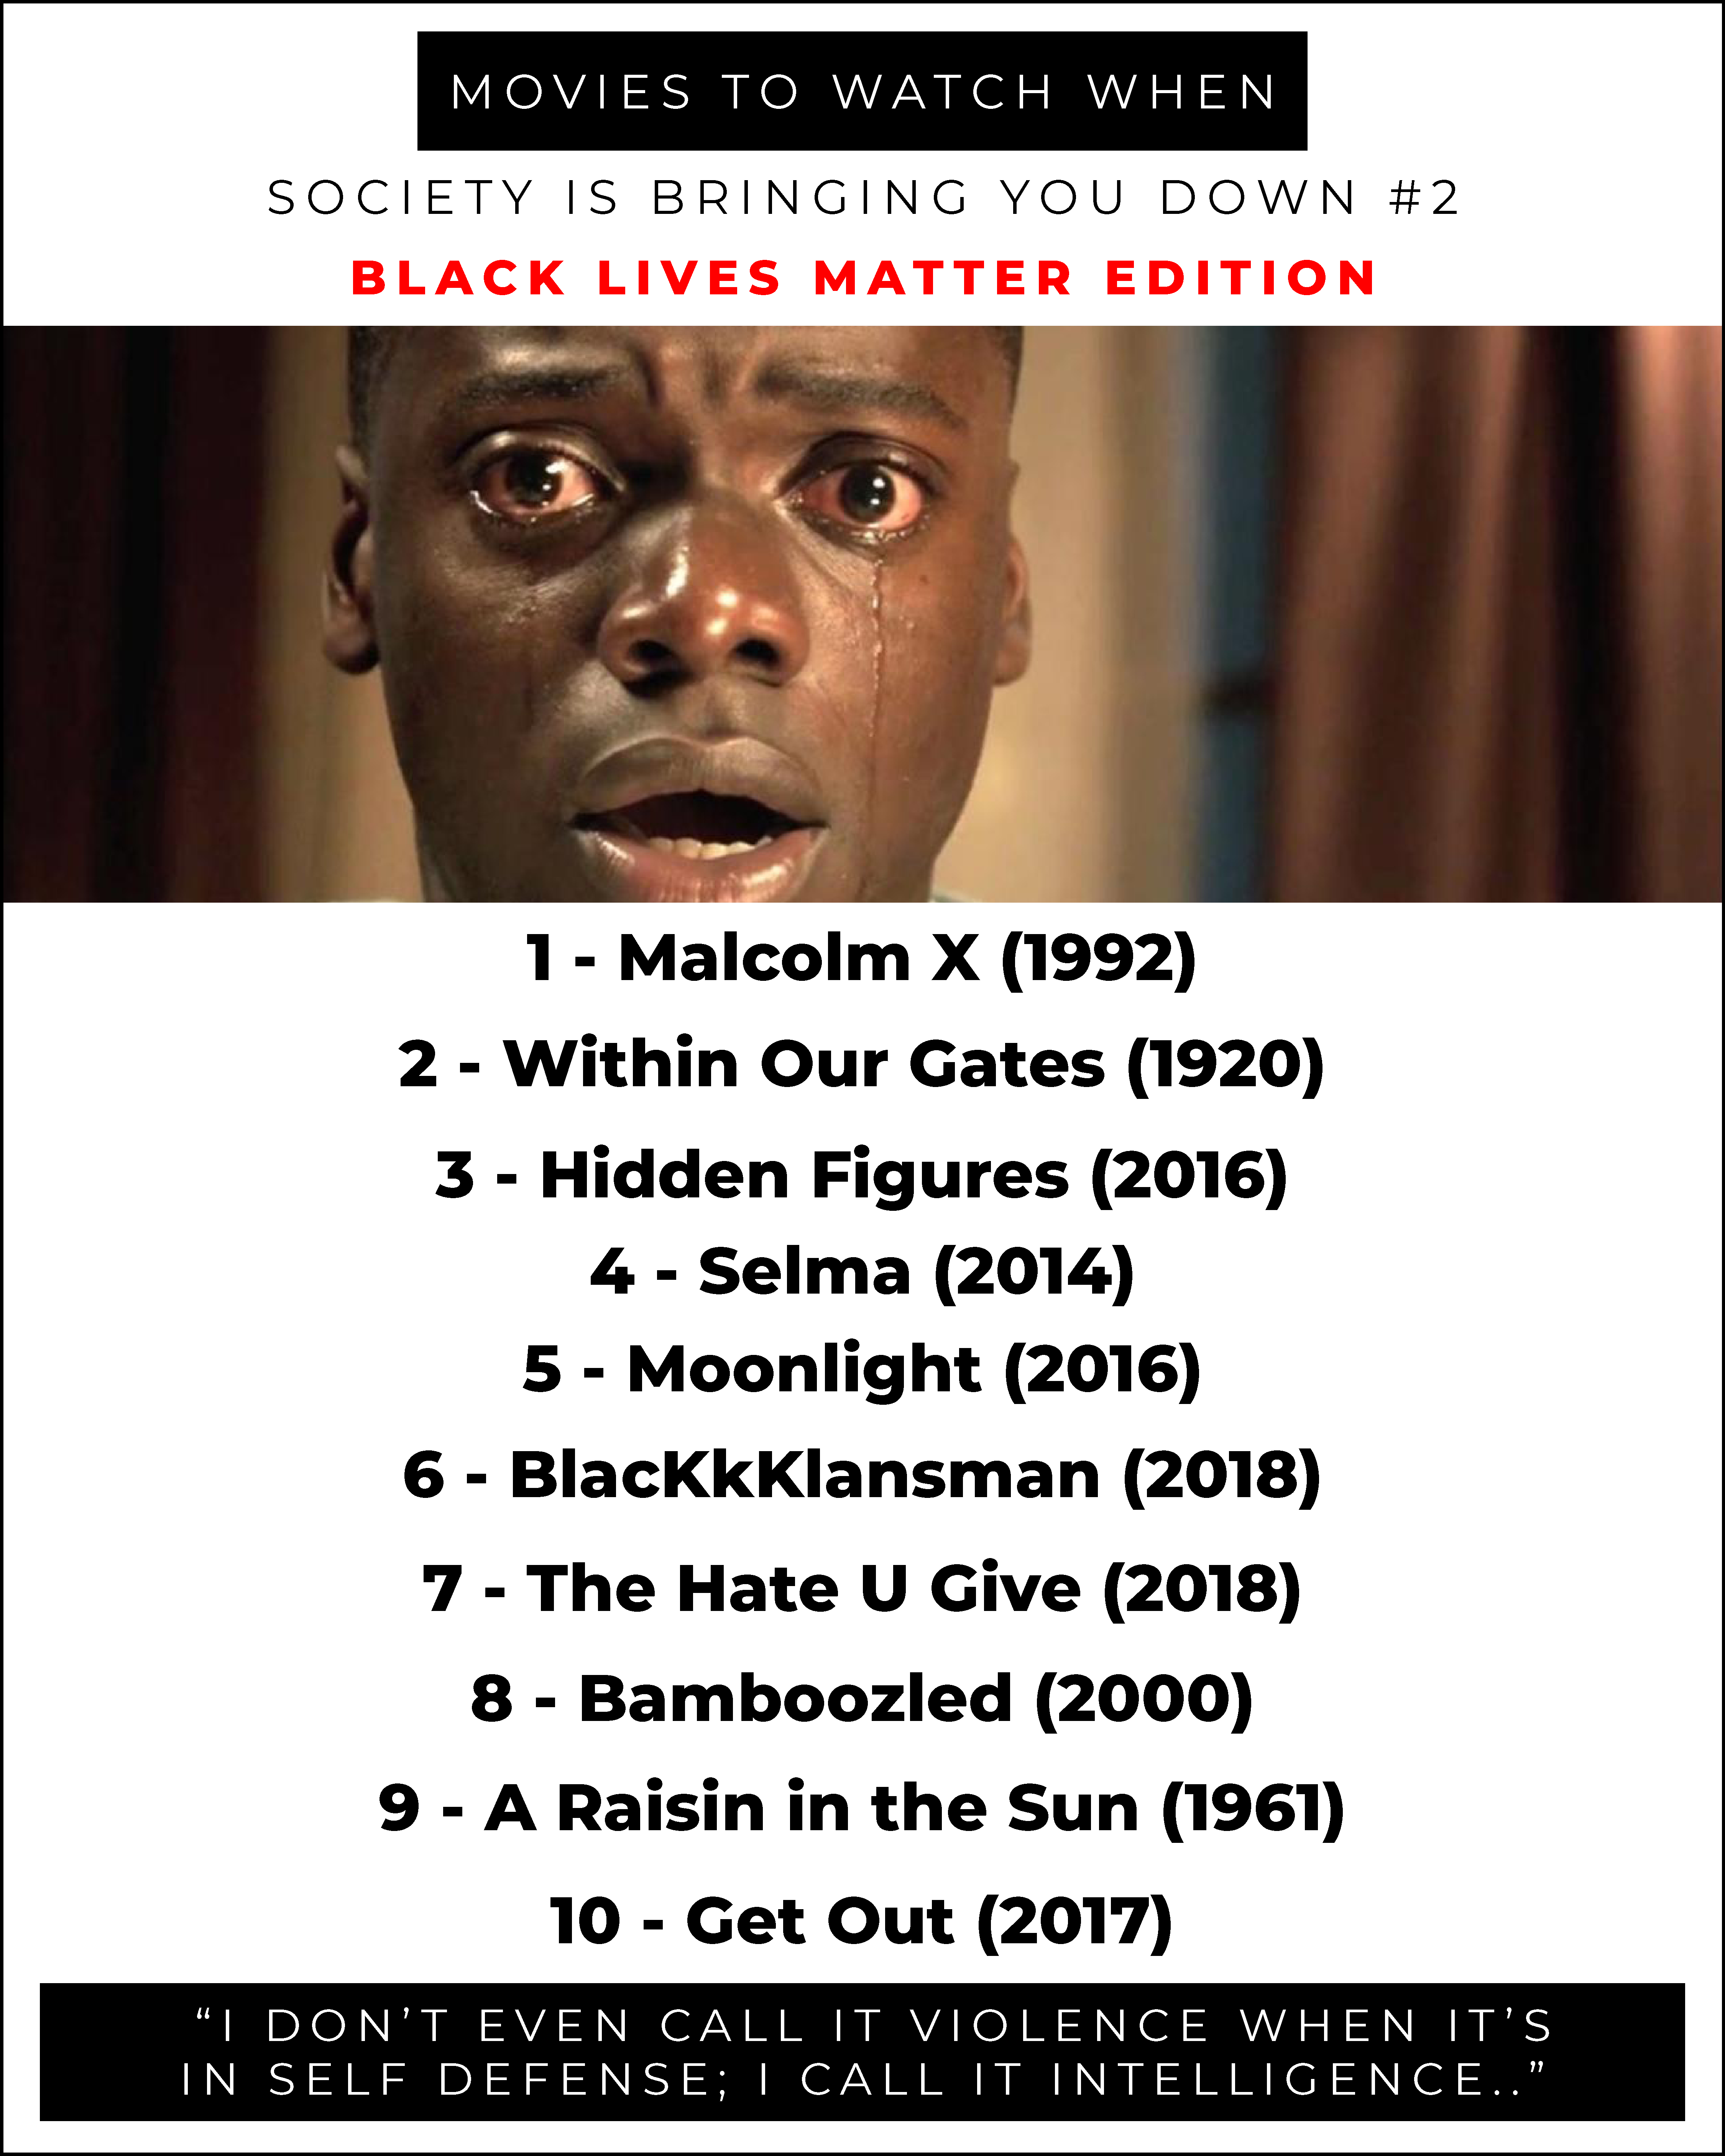 MOVIES TO WATCH WHEN
SOCIETY IS BRINGING YOU DOWN #2
BLACK LIVES MATTER EDITION
1 - Malcolm X (1992)
2 - Within Our Gates (1920)
3 - Hidden Figures (2016)
4 - Selma (2014)
5 - Moonlight (2016)
6 - BlacKkKlansman (2018)
7 - The Hate U Give (2018)
8 - Bamboozled (2000)
9 - A Raisin in the Sun (1961)
10 - Get Out (2017)
“I DON’T EVEN CALL IT VIOLENCE WHEN IT’S
IN SELF DEFENSE; I CALL IT INTELLIGENCE..”